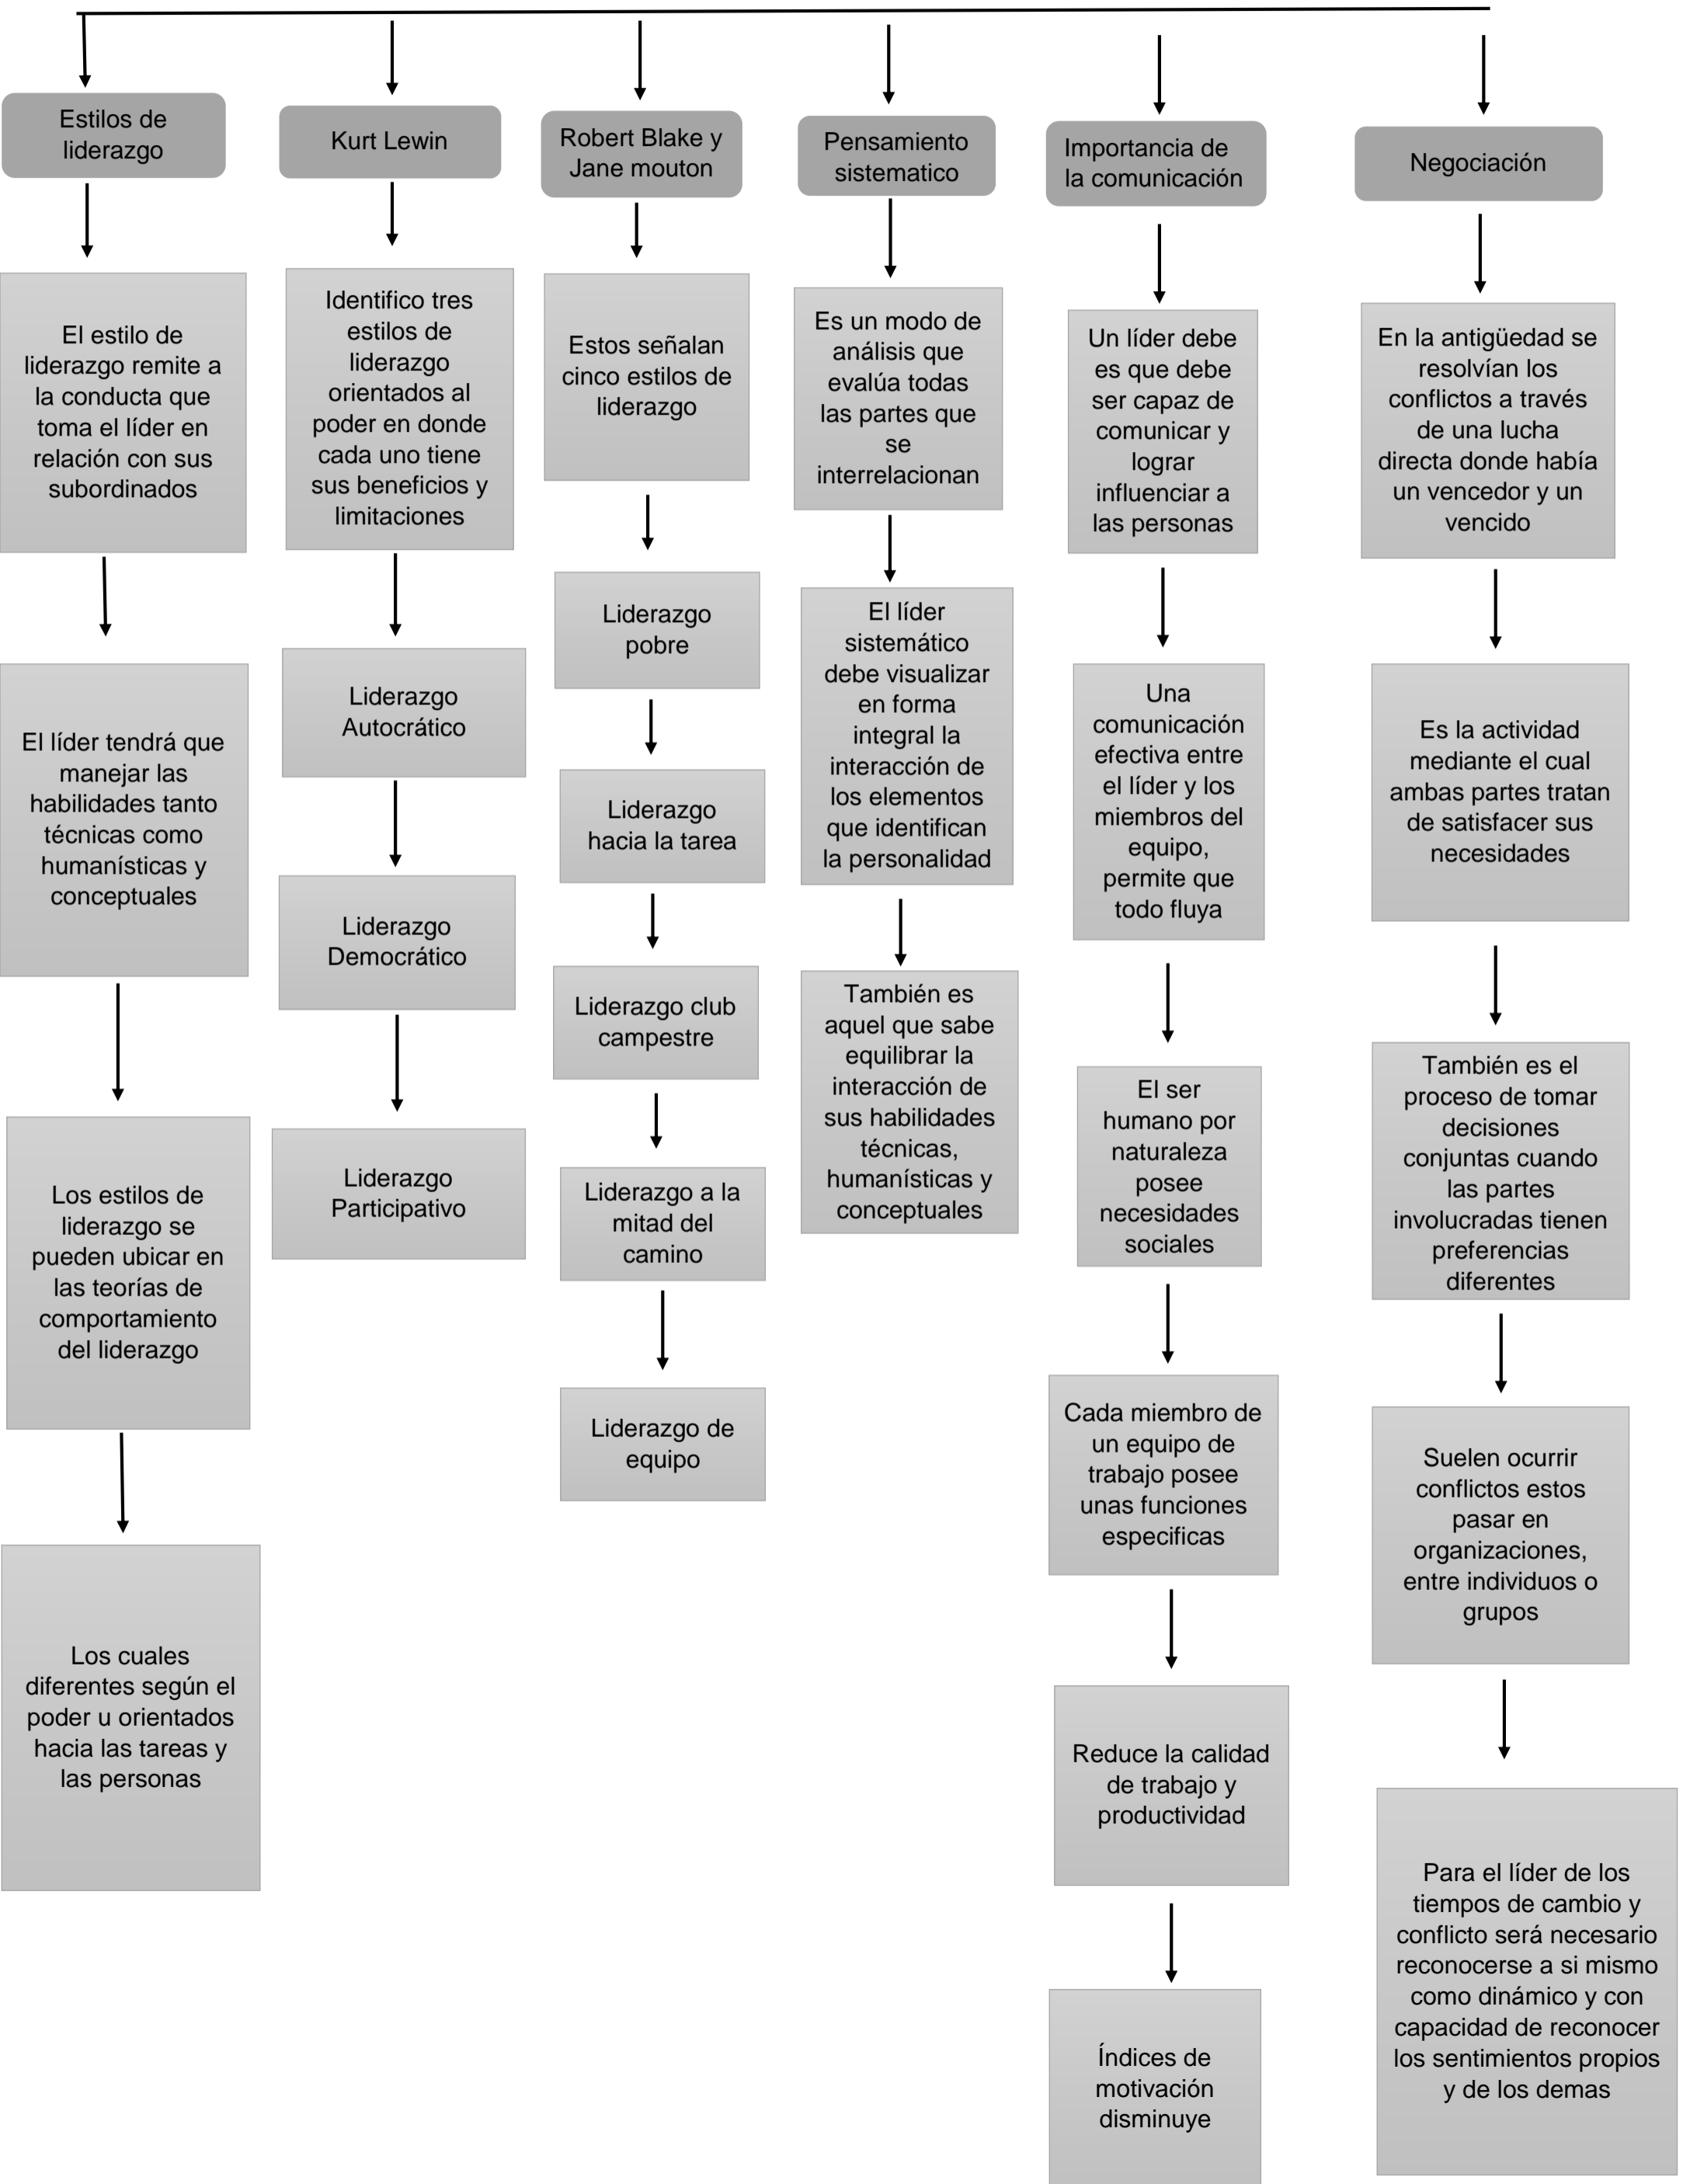 Estilos de
liderazgo
El estilo de
liderazgo remite a
la conducta que
toma el líder en
relación con sus
subordinados
El líder tendrá que
manejar las
habilidades tanto
técnicas como
humanísticas y
conceptuales
Los estilos de
liderazgo se
pueden ubicar en
las teorías de
comportamiento
del liderazgo
Los cuales
diferentes según el
poder u orientados
hacia las tareas y
las personas
Kurt Lewin
Identifico tres
estilos de
liderazgo
orientados al
poder en donde
cada uno tiene
sus beneficios y
limitaciones
Liderazgo
Autocrático
Liderazgo
Democrático
Liderazgo
Participativo
Robert Blake y
Jane mouton
Estos señalan
cinco estilos de
liderazgo
Liderazgo
pobre
Liderazgo
hacia la tarea
Liderazgo club
campestre
Liderazgo a la
mitad del
camino
Liderazgo de
equipo
Pensamiento
sistematico
Es un modo de
análisis que
evalúa todas
las partes que
se
interrelacionan
El líder
sistemático
debe visualizar
en forma
integral la
interacción de
los elementos
que identifican
la personalidad
También es
aquel que sabe
equilibrar la
interacción de
sus habilidades
técnicas,
humanísticas y
conceptuales
Importancia de
la comunicación
Un líder debe
es que debe
ser capaz de
comunicar y
lograr
influenciar a
las personas
Una
comunicación
efectiva entre
el líder y los
miembros del
equipo,
permite que
todo fluya
El ser
humano por
naturaleza
posee
necesidades
sociales
Cada miembro de
un equipo de
trabajo posee
unas funciones
especificas
Reduce la calidad
de trabajo y
productividad
Índices de
motivación
disminuye
Negociación
En la antigüedad se
resolvían los
conflictos a través
de una lucha
directa donde había
un vencedor y un
vencido
Es la actividad
mediante el cual
ambas partes tratan
de satisfacer sus
necesidades
También es el
proceso de tomar
decisiones
conjuntas cuando
las partes
involucradas tienen
preferencias
diferentes
Suelen ocurrir
conflictos estos
pasar en
organizaciones,
entre individuos o
grupos
Para el líder de los
tiempos de cambio y
conflicto será necesario
reconocerse a si mismo
como dinámico y con
capacidad de reconocer
los sentimientos propios
y de los demas